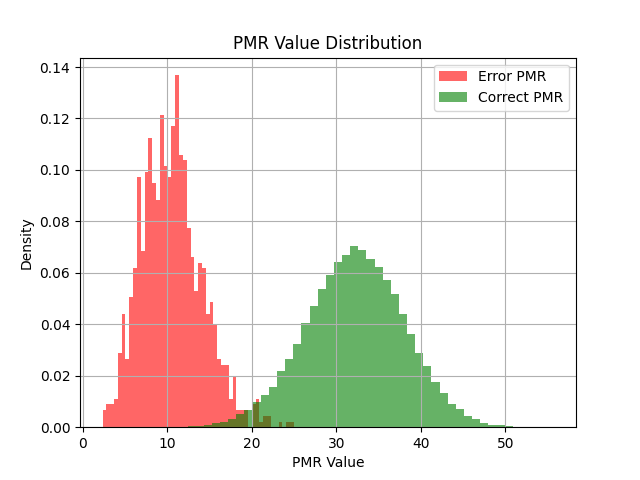 PMR Value Distribution
Error PMR
Correct PMR
0.14
0.12
0.10
0.08
0.06
0.04
0.02
0.00
Density
0 10 20 30 40 50
PMR Value